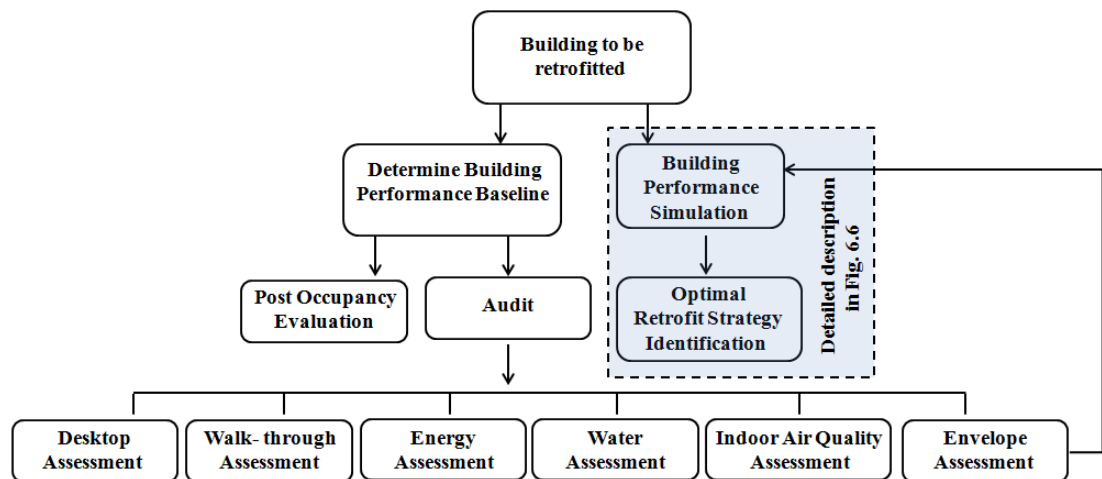 Building to be
retrofitted
Determine Building
Performance Baseline
Building
Performance
Simulation
Detailed description
in Fig. 6.6
Post Occupancy
Evaluation
Audit
Optimal
Retrofit Strategy
Identification
Desktop
Assessment
Walk- through
Assessment
Energy
Assessment
Water
Assessment
Indoor Air Quality
Assessment
Envelope
Assessment